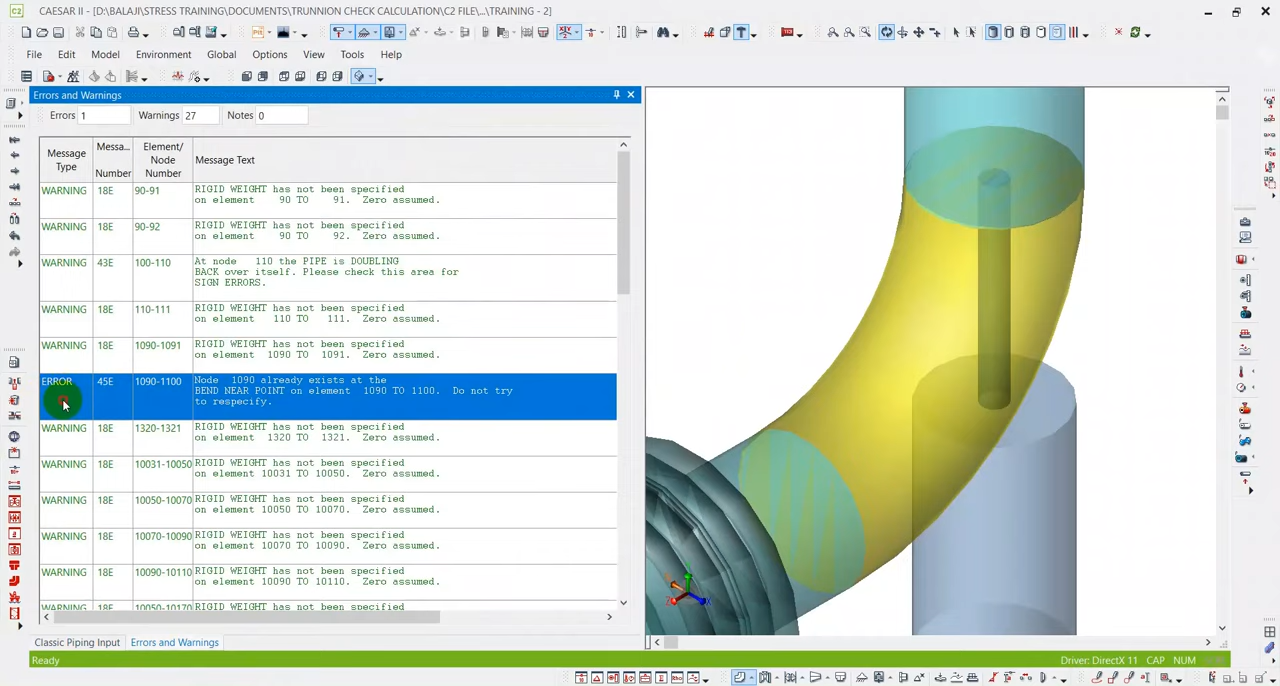 CAESAR II - [D:\BALAJI\STRESS TRAINING\DOCUMENTS\TRUNNION CHECK CALCULATION\C2 FILE\...\TRAINING - 2]
File Edit Model Environment Global Options Tools Help
Errors and Warnings
Errors 1 Warnings 27 Notes 0
Message Type
Messa... Number
Element/ Node Number
Message Text
WARNING 18E 90-91 RIGID WEIGHT has not been specified
on element 90 TO 91. Zero assumed.
WARNING 18E 90-92 RIGID WEIGHT has not been specified
on element 90 TO 92. Zero assumed.
WARNING 43E 100-110 At node 110 the PIPE is DOUBLING
BACK over itself. Please check this area for
SIGN ERRORS.
WARNING 18E 110-111 RIGID WEIGHT has not been specified
on element 110 TO 111. Zero assumed.
WARNING 18E 1090-1091 RIGID WEIGHT has not been specified
on element 1090 TO 1091. Zero assumed.
ERROR 45E 1090-1100 Node 1090 already exists at the
BEND NEAR POINT on element 1090 TO 1100. Do not try
to respecify.
WARNING 18E 1320-1321 RIGID WEIGHT has not been specified
on element 1320 TO 1321. Zero assumed.
WARNING 18E 10031-10050 RIGID WEIGHT has not been specified
on element 10031 TO 10050. Zero assumed.
WARNING 18E 10050-10070 RIGID WEIGHT has not been specified
on element 10050 TO 10070. Zero assumed.
WARNING 18E 10070-10090 RIGID WEIGHT has not been specified
on element 10070 TO 10090. Zero assumed.
WARNING 18E 10090-10110 RIGID WEIGHT has not been specified
on element 10090 TO 10110. Zero assumed.
WARNING 18E 10050-10170 RIGID WEIGHT has not been specified
Classic Piping Input Errors and Warnings
Ready Driver: DirectX 11 CAP NUM